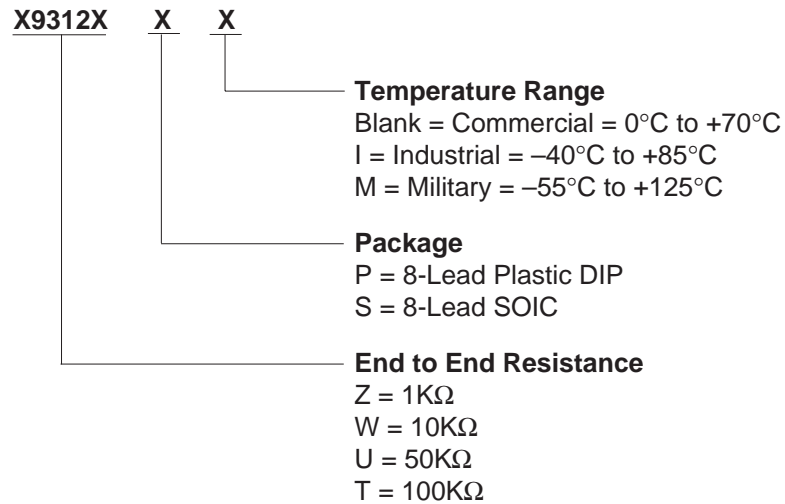 X9312X X X
Temperature Range
Blank = Commercial = 0°C to +70°C
I = Industrial = –40°C to +85°C
M = Military = –55°C to +125°C
Package
P = 8-Lead Plastic DIP
S = 8-Lead SOIC
End to End Resistance
Z = 1KΩ
W = 10KΩ
U = 50KΩ
T = 100KΩ